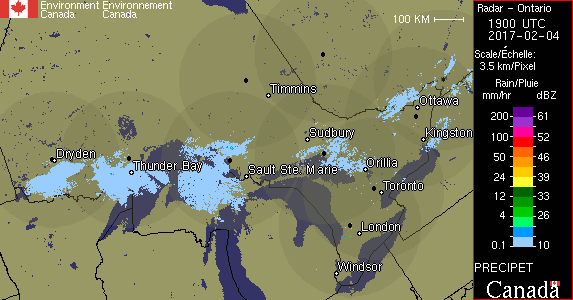 Environment Environnement
Canada Canada
100 KM
Timmins
Ottawa
Sudbury
Kingston
Dryden
Thunder Bay
Sault Ste. Marie
Orillia
Toronto
London
Windsor
Radar - Ontario
1900 UTC
2017-02-04
Scale/Échelle:
3.5 km/Pixel
Rain/Pluie
mm/hr dBZ
200 61
100 52
50 46
24 39
12 33
4 26
0.1 10
PRECIPET
Canada